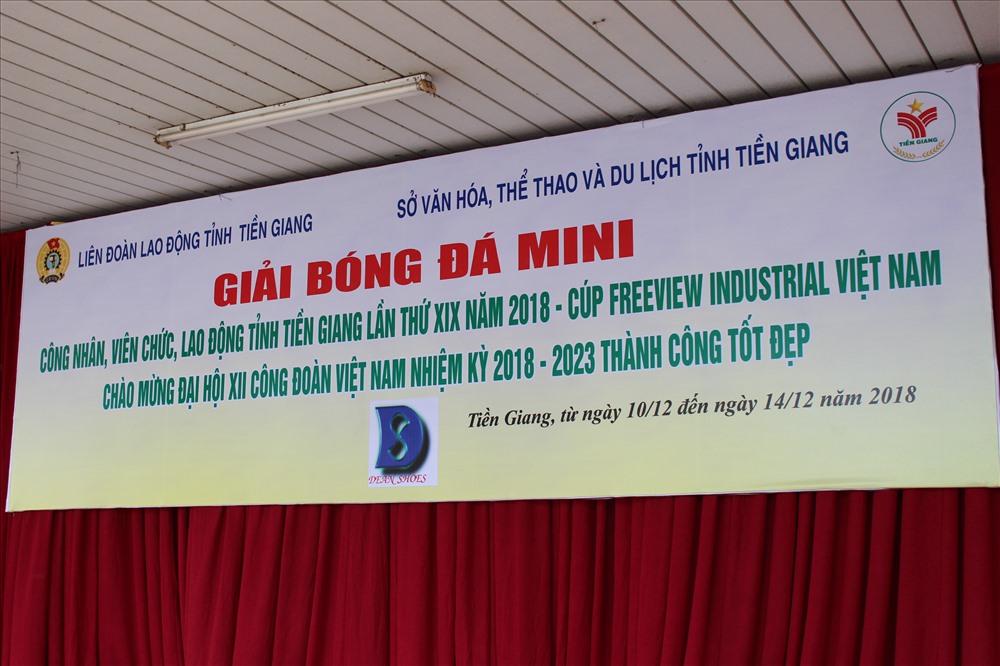 LIÊN ĐOÀN LAO ĐỘNG TỈNH TIỀN GIANG
SỞ VĂN HÓA, THỂ THAO VÀ DU LỊCH TỈNH TIỀN GIANG
TIỀN GIANG
GIẢI BÓNG ĐÁ MINI
CÔNG NHÂN, VIÊN CHỨC, LAO ĐỘNG TỈNH TIỀN GIANG LẦN THỨ XIX NĂM 2018 - CÚP FREEVIEW INDUSTRIAL VIỆT NAM
CHÀO MỪNG ĐẠI HỘI XII CÔNG ĐOÀN VIỆT NAM NHIỆM KỲ 2018 - 2023 THÀNH CÔNG TỐT ĐẸP
Tiền Giang, từ ngày 10/12 đến ngày 14/12 năm 2018
DEAN SHOES